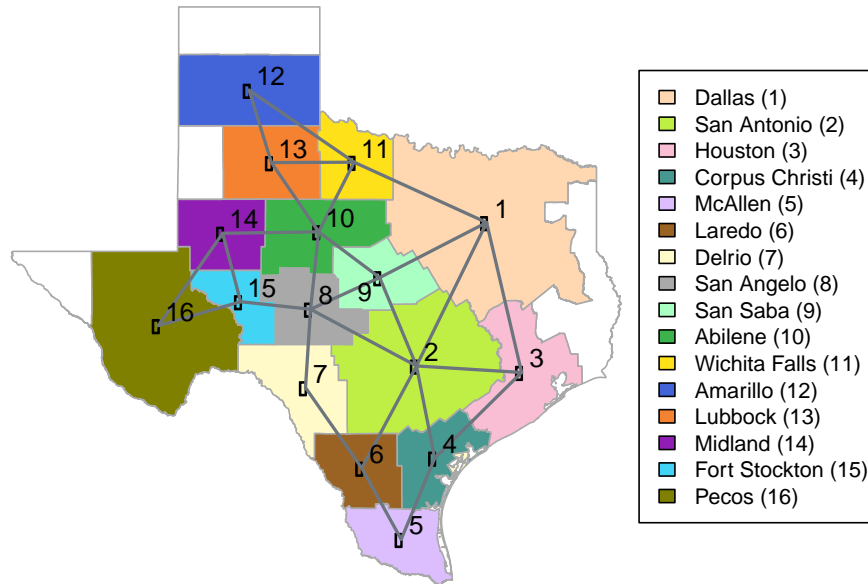 12
13
11
14
10
1
15
16
8
9
7
2
3
6
4
5
Dallas (1)
San Antonio (2)
Houston (3)
Corpus Christi (4)
McAllen (5)
Laredo (6)
Delrio (7)
San Angelo (8)
San Saba (9)
Abilene (10)
Wichita Falls (11)
Amarillo (12)
Lubbock (13)
Midland (14)
Fort Stockton (15)
Pecos (16)